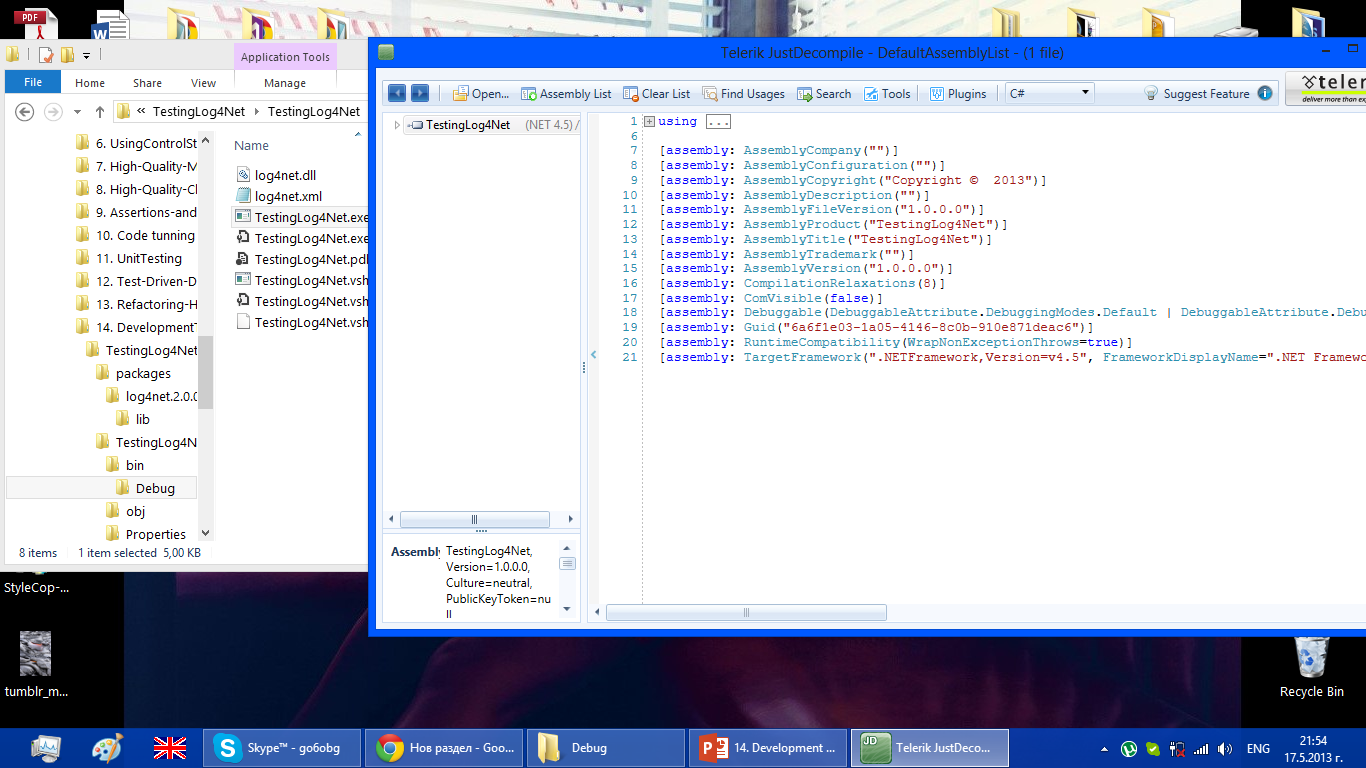 PDF
W
Application Tools
File
Home
Share
View
Manage
« TestingLog4Net
TestingLog4Net
6. UsingControlSt
7. High-Quality-M
8. High-Quality-Cl
9. Assertions-and
10. Code tunning
11. UnitTesting
12. Test-Driven-D
13. Refactoring-H
14. DevelopmentT
TestingLog4Net
packages
log4net.2.0.0
lib
TestingLog4N
bin
Debug
obj
Properties
Name
log4net.dll
log4net.xml
TestingLog4Net.exe
TestingLog4Net.exe
TestingLog4Net.pdb
TestingLog4Net.vsh
TestingLog4Net.vsh
TestingLog4Net.vsh
8 items
1 item selected 5,00 KB
Telerik JustDecompile - DefaultAssemblyList - (1 file)
Open...
Assembly List
Clear List
Find Usages
Search
Tools
Plugins
C#
Suggest Feature
teler
deliver more than exp
TestingLog4Net (NET 4.5) /
1 using ...
6
7 [assembly: AssemblyCompany("")]
8 [assembly: AssemblyConfiguration("")]
9 [assembly: AssemblyCopyright("Copyright © 2013")]
10 [assembly: AssemblyDescription("")]
11 [assembly: AssemblyFileVersion("1.0.0.0")]
12 [assembly: AssemblyProduct("TestingLog4Net")]
13 [assembly: AssemblyTitle("TestingLog4Net")]
14 [assembly: AssemblyTrademark("")]
15 [assembly: AssemblyVersion("1.0.0.0")]
16 [assembly: CompilationRelaxations(8)]
17 [assembly: ComVisible(false)]
18 [assembly: Debuggable(DebuggableAttribute.DebuggingModes.Default | DebuggableAttribute.Debu
19 [assembly: Guid("6a6f1e03-1a05-4146-8c0b-910e871deac6")]
20 [assembly: RuntimeCompatibility(WrapNonExceptionThrows=true)]
21 [assembly: TargetFramework(".NETFramework,Version=v4.5", FrameworkDisplayName=".NET Framewo
Assembly
TestingLog4Net,
Version=1.0.0.0,
Culture=neutral,
PublicKeyToken=nu
ll
StyleCop-...
tumblr_m...
Recycle Bin
Skype™ - go6obg
Нов раздел - Goo...
Debug
14. Development ...
JD
Telerik JustDeco...
ENG
21:54
17.5.2013 г.